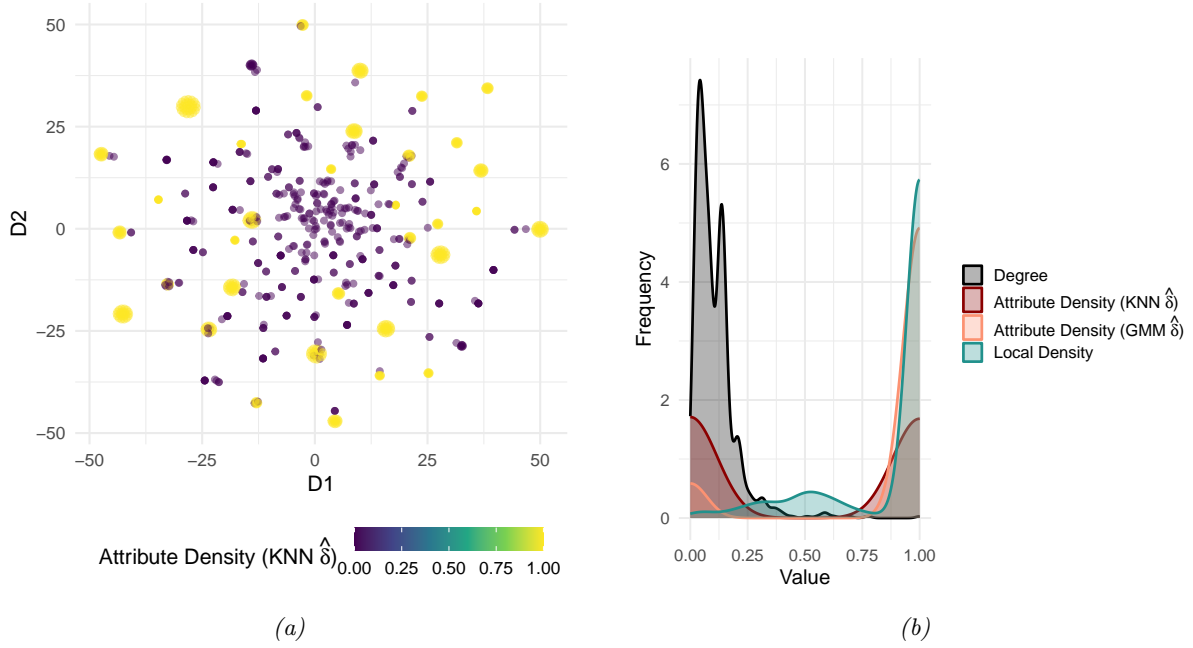 50
25
0
−25
−50
D2
−50
−25
0
25
50
D1
Attribute Density (KNN δ̂)
0.00
0.25
0.50
0.75
1.00
(a)
6
4
2
0
Frequency
0.00
0.25
0.50
0.75
1.00
Value
Degree
Attribute Density (KNN δ̂)
Attribute Density (GMM δ̂)
Local Density
(b)